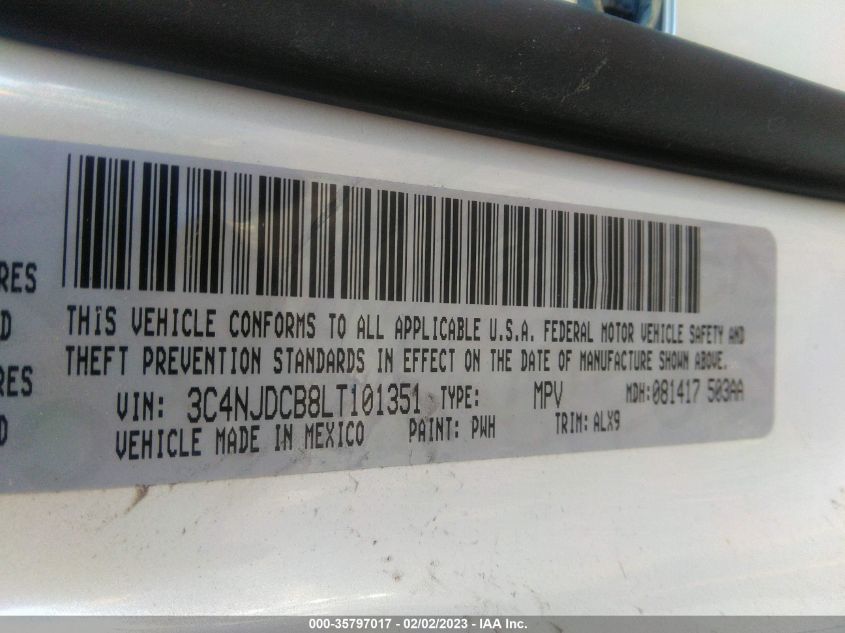 RES
D
RES
D
THIS VEHICLE CONFORMS TO ALL APPLICABLE U.S.A. FEDERAL MOTOR VEHICLE SAFETY AND
THEFT PREVENTION STANDARDS IN EFFECT ON THE DATE OF MANUFACTURE SHOWN ABOVE.
VIN: 3C4NJDCB8LT101351 TYPE: MPV MDH:081417 503AA
VEHICLE MADE IN MEXICO PAINT: PWH TRIM: ALX9
000-35797017 - 02/02/2023 - IAA Inc.